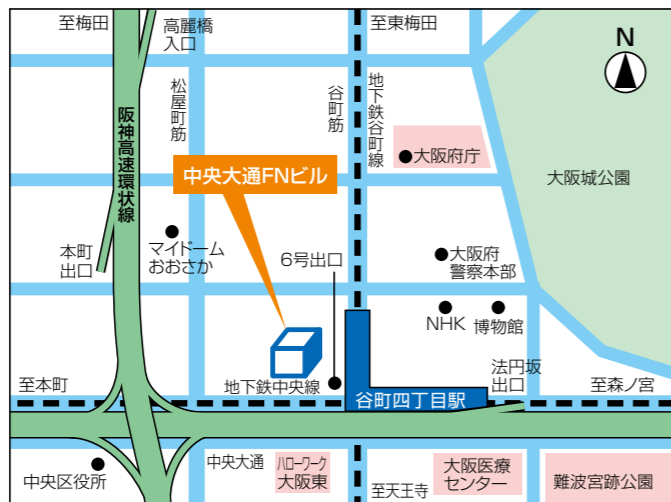 至梅田
高麗橋
入口
至東梅田
N
松屋町筋
谷町筋
地下鉄谷町線
阪神高速環状線
大阪府庁
中央大通FNビル
大阪城公園
本町
出口
マイドーム
おおさか
6号出口
大阪府
警察本部
NHK
博物館
法円坂
出口
至本町
地下鉄中央線
谷町四丁目駅
至森ノ宮
中央区役所
中央大通
ハローワーク
大阪東
至天王寺
大阪医療
センター
難波宮跡公園